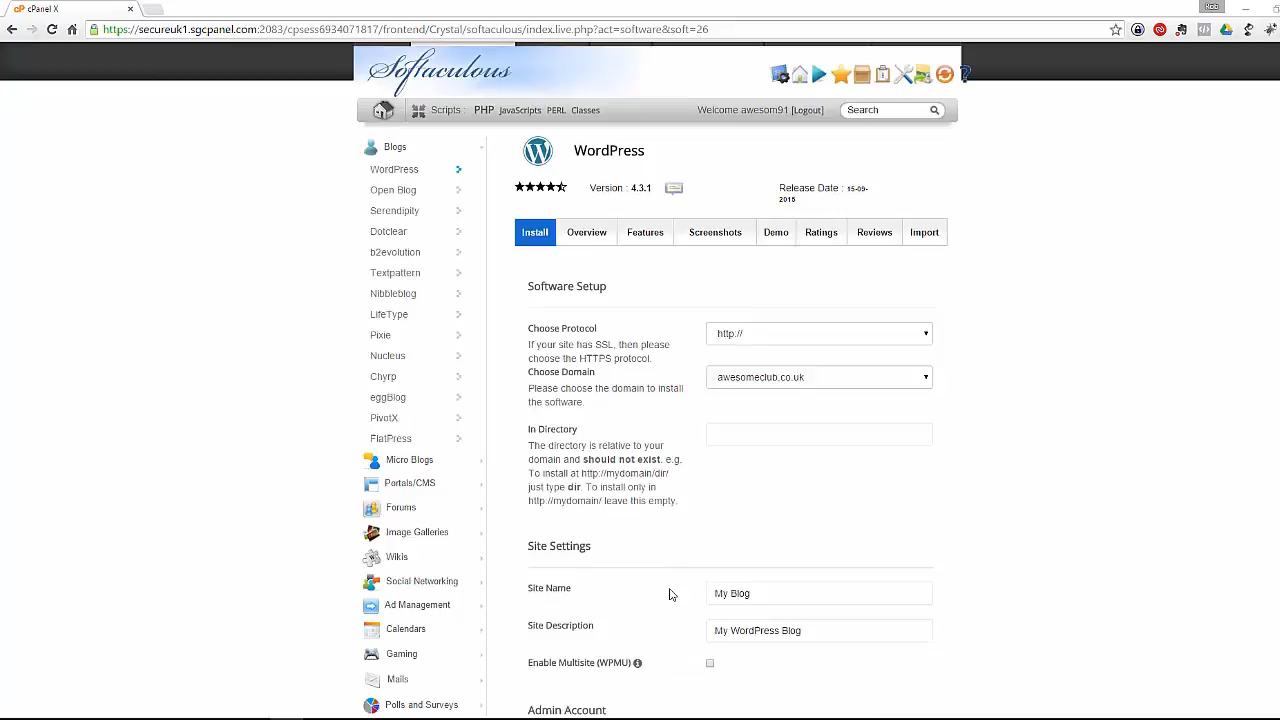 cP cPanel X
https://secureuk1.sgcpanel.com:2083/cpsess6934071817/frontend/Crystal/softaculous/index.live.php?act=software&soft=26
Softaculous
Scripts : PHP JavaScripts PERL Classes
Welcome awesom91 [Logout]
Search
Blogs
WordPress
Open Blog
Serendipity
Dotclear
b2evolution
Textpattern
Nibbleblog
LifeType
Pixie
Nucleus
Chyrp
eggBlog
PivotX
FlatPress
Micro Blogs
Portals/CMS
Forums
Image Galleries
Wikis
Social Networking
Ad Management
Calendars
Gaming
Mails
Polls and Surveys
WordPress
Version : 4.3.1
Release Date : 15-09-
2015
Install Overview Features Screenshots Demo Ratings Reviews Import
Software Setup
Choose Protocol
If your site has SSL, then please
choose the HTTPS protocol.
http://
Choose Domain
Please choose the domain to install
the software.
awesomeclub.co.uk
In Directory
The directory is relative to your
domain and should not exist. e.g.
To install at http://mydomain/dir/
just type dir. To install only in
http://mydomain/ leave this empty.
Site Settings
Site Name
My Blog
Site Description
My WordPress Blog
Enable Multisite (WPMU)
Admin Account